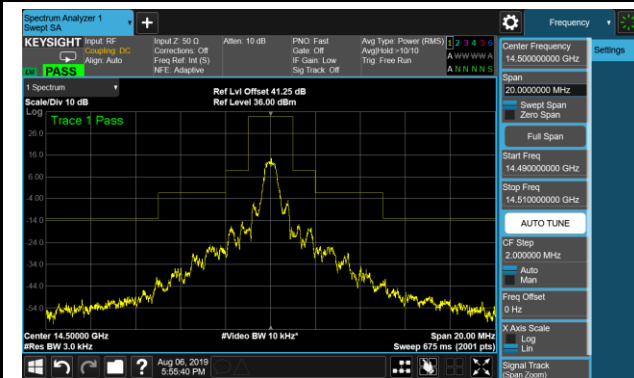 Spectrum Analyzer 1
Swept SA
Frequency
KEYSIGHT
Input: RF
Coupling: DC
Align: Auto
Input Z: 50 Ω
Corrections: Off
Freq Ref: Int (S)
NFE: Adaptive
Atten: 10 dB
PNO: Fast
Gate: Off
IF Gain: Low
Sig Track: Off
Avg Type: Power (RMS)
Avg|Hold:>10/10
Trig: Free Run
1 2 3 4 5 6
A W W W W A
A N N N N S
PASS
1 Spectrum
Scale/Div 10 dB
Ref Lvl Offset 41.25 dB
Ref Level 36.00 dBm
Log
Trace 1 Pass
26.0
16.0
6.00
-4.00
-14.0
-24.0
-34.0
-44.0
-54.0
Center 14.50000 GHz
#Res BW 3.0 kHz
#Video BW 10 kHz*
Span 20.00 MHz
Sweep 675 ms (2001 pts)
Aug 06, 2019
5:55:40 PM
Center Frequency
14.500000000 GHz
Settings
Span
20.0000000 MHz
Swept Span
Zero Span
Full Span
Start Freq
14.490000000 GHz
Stop Freq
14.510000000 GHz
AUTO TUNE
CF Step
2.000000 MHz
Auto
Man
Freq Offset
0 Hz
X Axis Scale
Log
Lin
Signal Track
(Span Zoom)